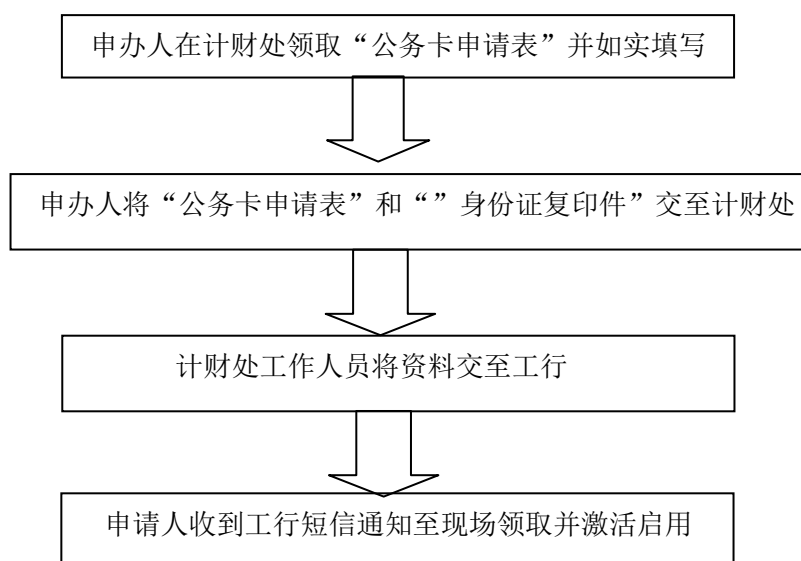 申办人在计财处领取“公务卡申请表”并如实填写
申办人将“公务卡申请表”和“”身份证复印件”交至计财处
计财处工作人员将资料交至工行
申请人收到工行短信通知至现场领取并激活启用